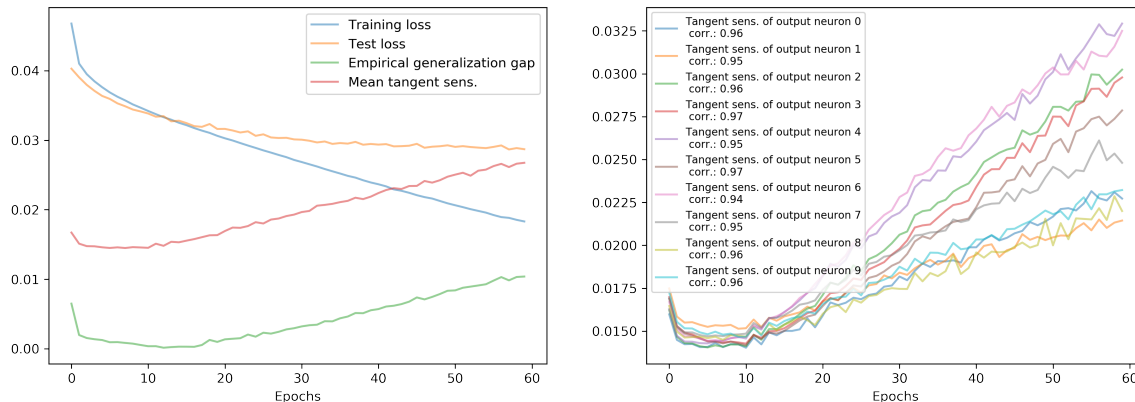 Training loss
Test loss
Empirical generalization gap
Mean tangent sens.
0.04
0.03
0.02
0.01
0.00
0
10
20
30
40
50
60
Epochs
Tangent sens. of output neuron 0
corr.: 0.96
Tangent sens. of output neuron 1
corr.: 0.95
Tangent sens. of output neuron 2
corr.: 0.96
Tangent sens. of output neuron 3
corr.: 0.97
Tangent sens. of output neuron 4
corr.: 0.95
Tangent sens. of output neuron 5
corr.: 0.97
Tangent sens. of output neuron 6
corr.: 0.94
Tangent sens. of output neuron 7
corr.: 0.95
Tangent sens. of output neuron 8
corr.: 0.96
Tangent sens. of output neuron 9
corr.: 0.96
0.0325
0.0300
0.0275
0.0250
0.0225
0.0200
0.0175
0.0150
0
10
20
30
40
50
60
Epochs